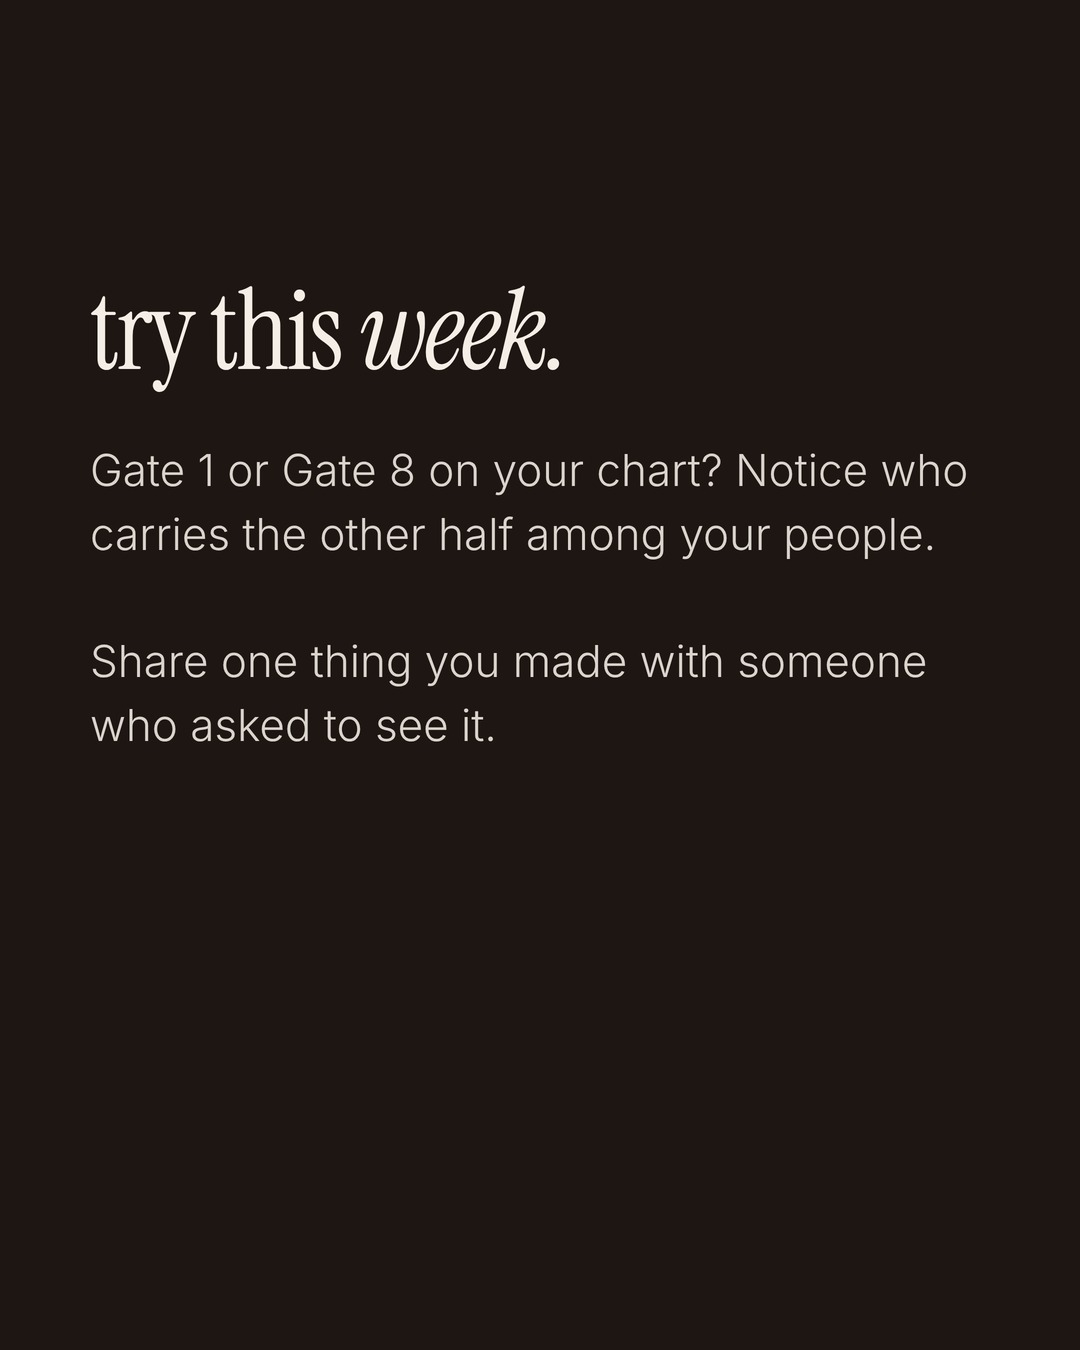 try this week.
Gate 1 or Gate 8 on your chart? Notice who
carries the other half among your people.
Share one thing you made with someone
who asked to see it.